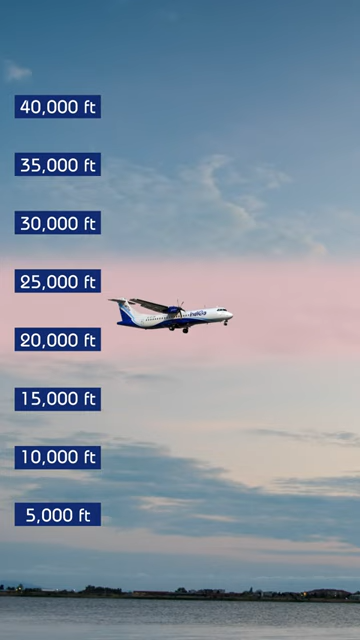 40,000 ft
35,000 ft
30,000 ft
25,000 ft
IndiGo
20,000 ft
15,000 ft
10,000 ft
5,000 ft